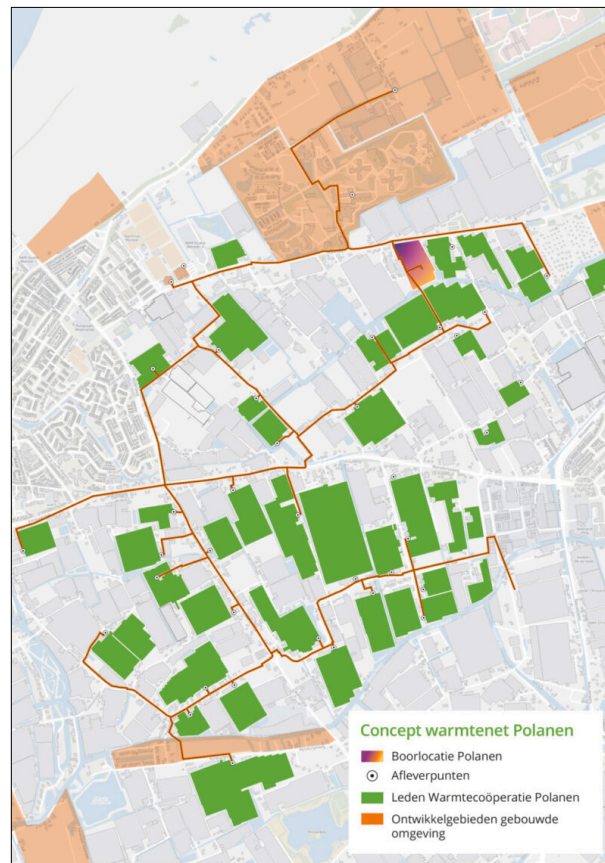 Concept warmtenet Polanen
Boorlocatie Polanen
Afleverpunten
Leden Warmtecoöperatie Polanen
Ontwikkelgebieden gebouwde
omgeving